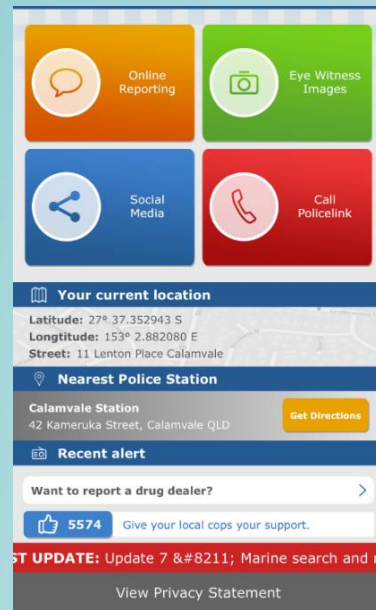 Online
Reporting
Eye Witness
Images
Social
Media
Call
Policelink
Your current location
Latitude: 27° 37.352943 S
Longtitude: 153° 2.882080 E
Street: 11 Lenton Place Calamvale
Nearest Police Station
Calamvale Station
42 Kameruka Street, Calamvale QLD
Get Directions
Recent alert
Want to report a drug dealer?
5574 Give your local cops your support.
ST UPDATE: Update 7 &#8211; Marine search and
View Privacy Statement